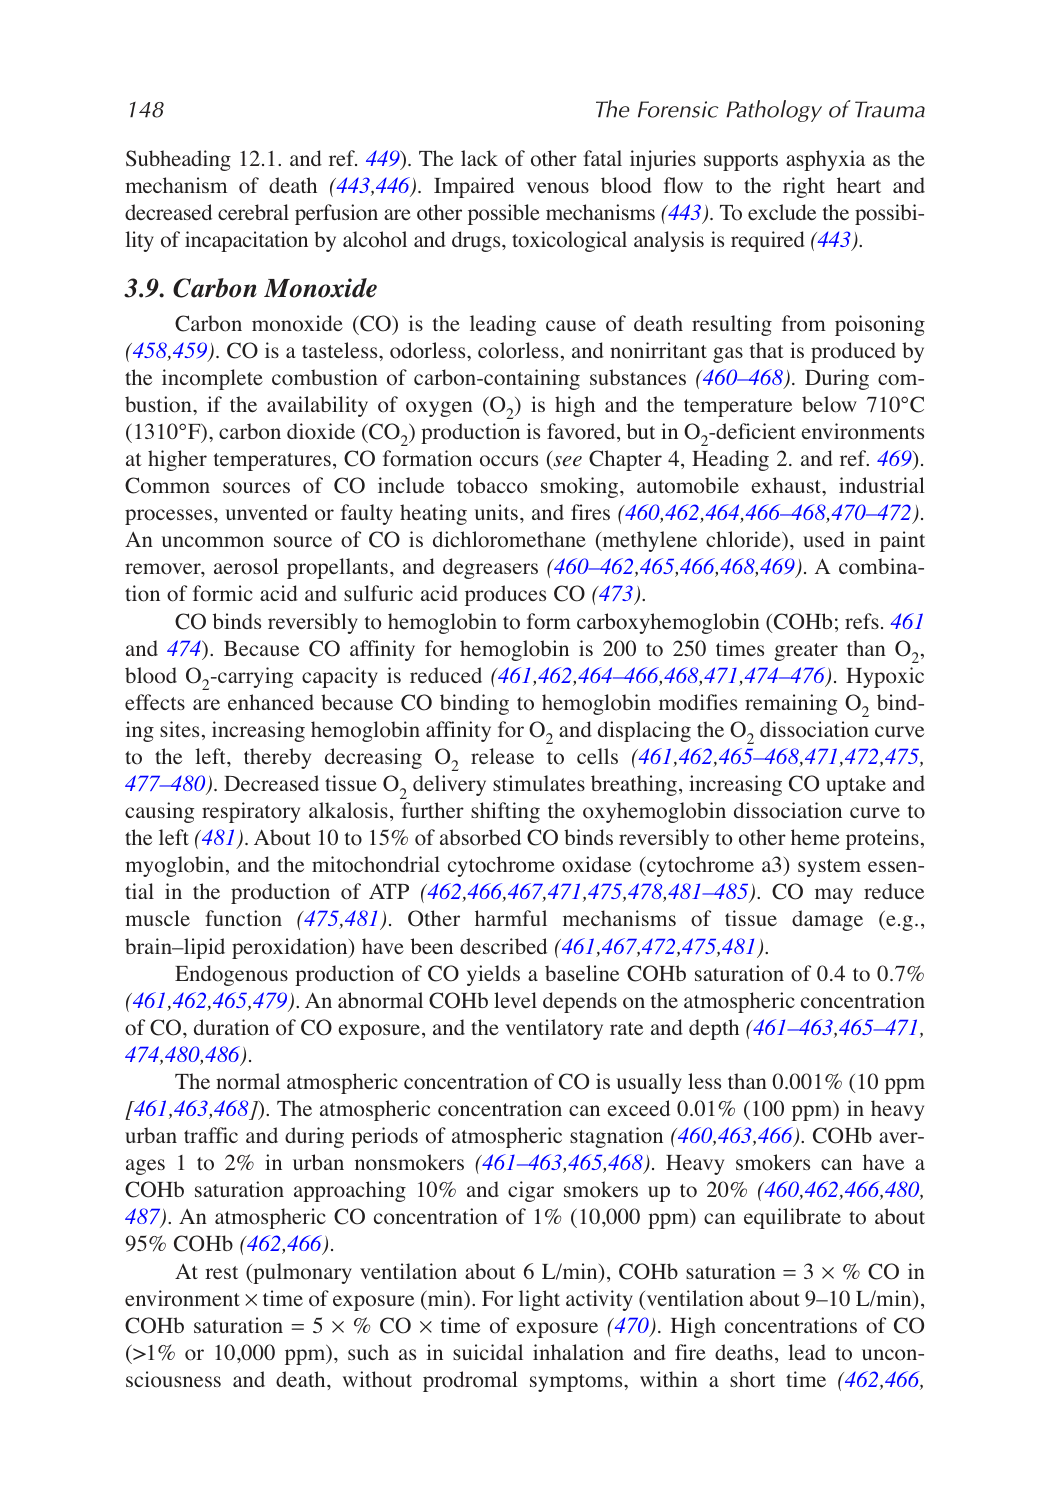 148 The Forensic Pathology of Trauma
Subheading 12.1. and ref. 449). The lack of other fatal injuries supports asphyxia as the
mechanism of death (443,446). Impaired venous blood flow to the right heart and
decreased cerebral perfusion are other possible mechanisms (443). To exclude the possibi-
lity of incapacitation by alcohol and drugs, toxicological analysis is required (443).
3.9. Carbon Monoxide
Carbon monoxide (CO) is the leading cause of death resulting from poisoning
(458,459). CO is a tasteless, odorless, colorless, and nonirritant gas that is produced by
the incomplete combustion of carbon-containing substances (460–468). During com-
bustion, if the availability of oxygen (O₂) is high and the temperature below 710°C
(1310°F), carbon dioxide (CO₂) production is favored, but in O₂-deficient environments
at higher temperatures, CO formation occurs (see Chapter 4, Heading 2. and ref. 469).
Common sources of CO include tobacco smoking, automobile exhaust, industrial
processes, unvented or faulty heating units, and fires (460,462,464,466–468,470–472).
An uncommon source of CO is dichloromethane (methylene chloride), used in paint
remover, aerosol propellants, and degreasers (460–462,465,466,468,469). A combina-
tion of formic acid and sulfuric acid produces CO (473).
CO binds reversibly to hemoglobin to form carboxyhemoglobin (COHb; refs. 461
and 474). Because CO affinity for hemoglobin is 200 to 250 times greater than O₂,
blood O₂-carrying capacity is reduced (461,462,464–466,468,471,474–476). Hypoxic
effects are enhanced because CO binding to hemoglobin modifies remaining O₂ bind-
ing sites, increasing hemoglobin affinity for O₂ and displacing the O₂ dissociation curve
to the left, thereby decreasing O₂ release to cells (461,462,465–468,471,472,475,
477–480). Decreased tissue O₂ delivery stimulates breathing, increasing CO uptake and
causing respiratory alkalosis, further shifting the oxyhemoglobin dissociation curve to
the left (481). About 10 to 15% of absorbed CO binds reversibly to other heme proteins,
myoglobin, and the mitochondrial cytochrome oxidase (cytochrome a3) system essen-
tial in the production of ATP (462,466,467,471,475,478,481–485). CO may reduce
muscle function (475,481). Other harmful mechanisms of tissue damage (e.g.,
brain–lipid peroxidation) have been described (461,467,472,475,481).
Endogenous production of CO yields a baseline COHb saturation of 0.4 to 0.7%
(461,462,465,479). An abnormal COHb level depends on the atmospheric concentration
of CO, duration of CO exposure, and the ventilatory rate and depth (461–463,465–471,
474,480,486).
The normal atmospheric concentration of CO is usually less than 0.001% (10 ppm
[461,463,468]). The atmospheric concentration can exceed 0.01% (100 ppm) in heavy
urban traffic and during periods of atmospheric stagnation (460,463,466). COHb aver-
ages 1 to 2% in urban nonsmokers (461–463,465,468). Heavy smokers can have a
COHb saturation approaching 10% and cigar smokers up to 20% (460,462,466,480,
487). An atmospheric CO concentration of 1% (10,000 ppm) can equilibrate to about
95% COHb (462,466).
At rest (pulmonary ventilation about 6 L/min), COHb saturation = 3 × % CO in
environment × time of exposure (min). For light activity (ventilation about 9–10 L/min),
COHb saturation = 5 × % CO × time of exposure (470). High concentrations of CO
(>1% or 10,000 ppm), such as in suicidal inhalation and fire deaths, lead to uncon-
sciousness and death, without prodromal symptoms, within a short time (462,466,